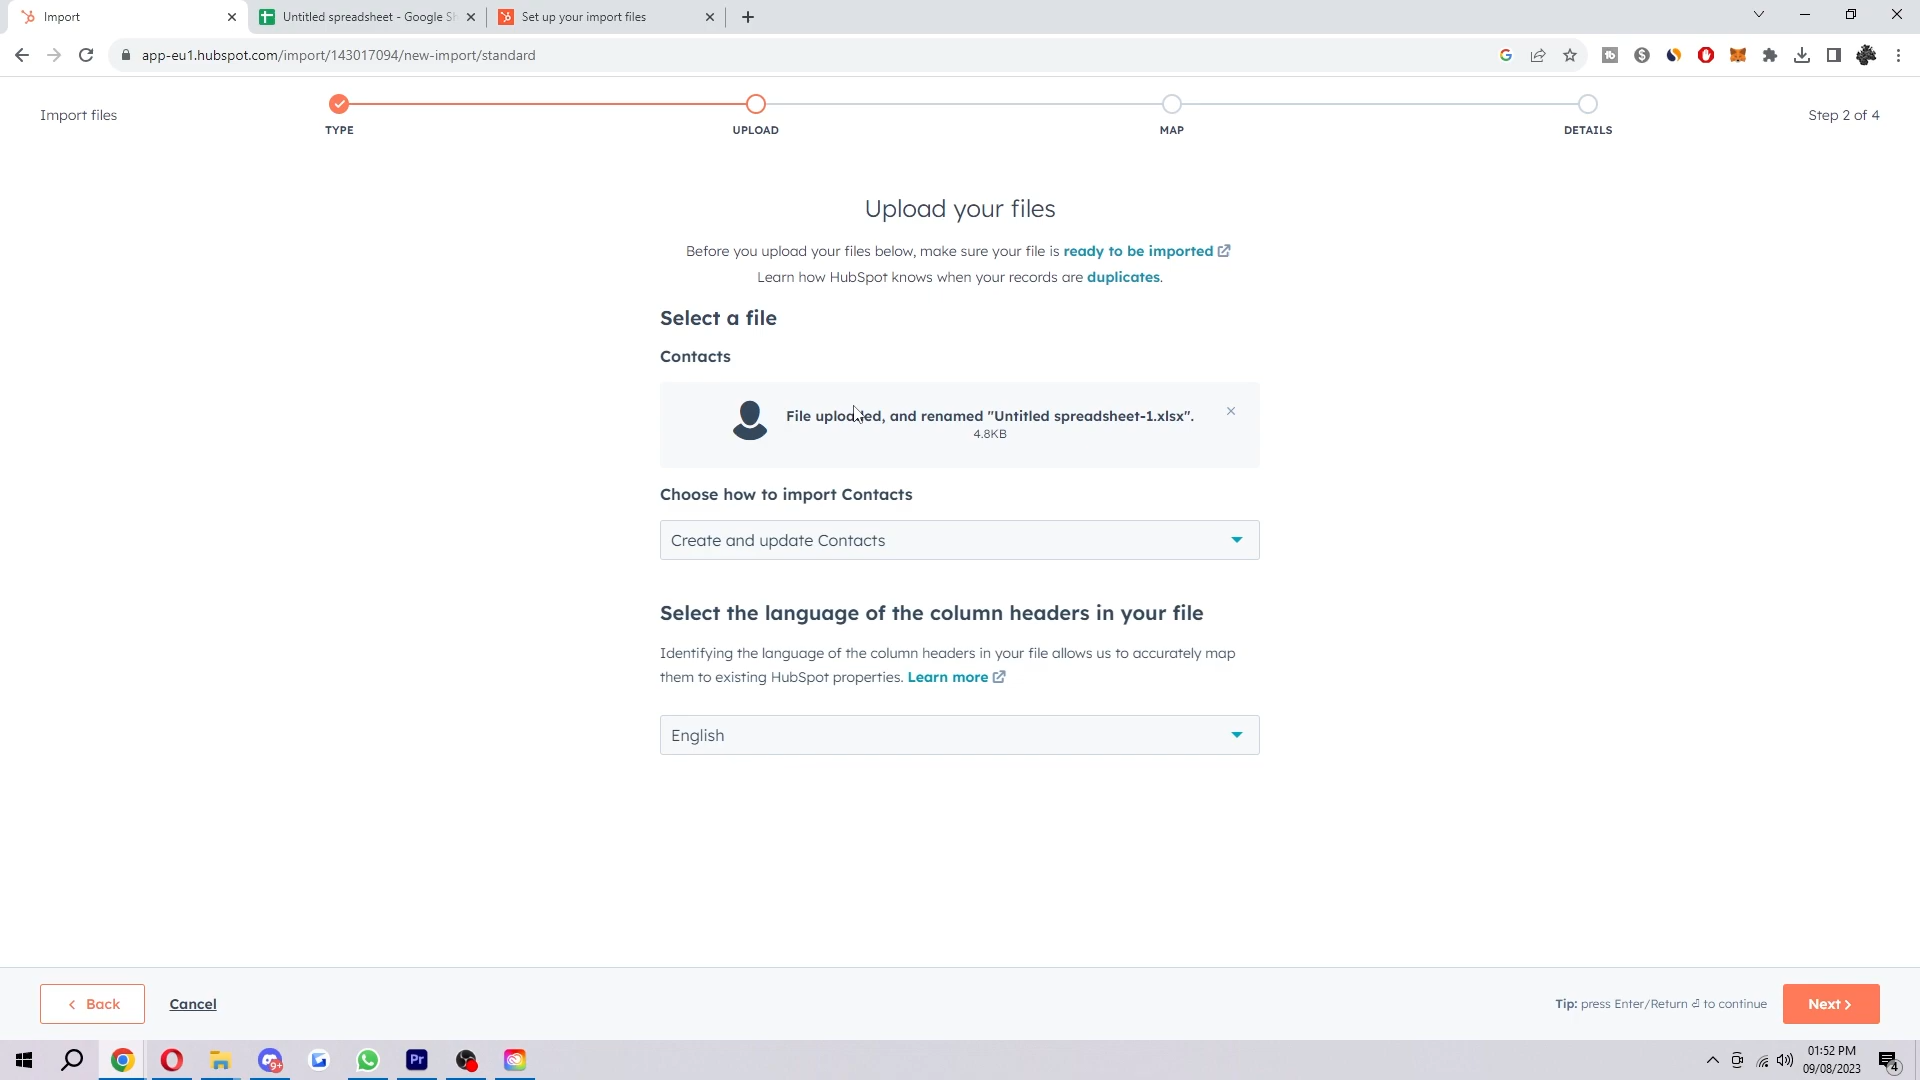 Import
Untitled spreadsheet - Google Sh
Set up your import files
app-eu1.hubspot.com/import/143017094/new-import/standard
Import files
TYPE
UPLOAD
MAP
DETAILS
Step 2 of 4
Upload your files
Before you upload your files below, make sure your file is ready to be imported
Learn how HubSpot knows when your records are duplicates.
Select a file
Contacts
File uploaded, and renamed "Untitled spreadsheet-1.xlsx".
4.8KB
Choose how to import Contacts
Create and update Contacts
Select the language of the column headers in your file
Identifying the language of the column headers in your file allows us to accurately map
them to existing HubSpot properties. Learn more
English
Back
Cancel
Tip: press Enter/Return ⏎ to continue
Next
9+
Pr
01:52 PM
09/08/2023
4